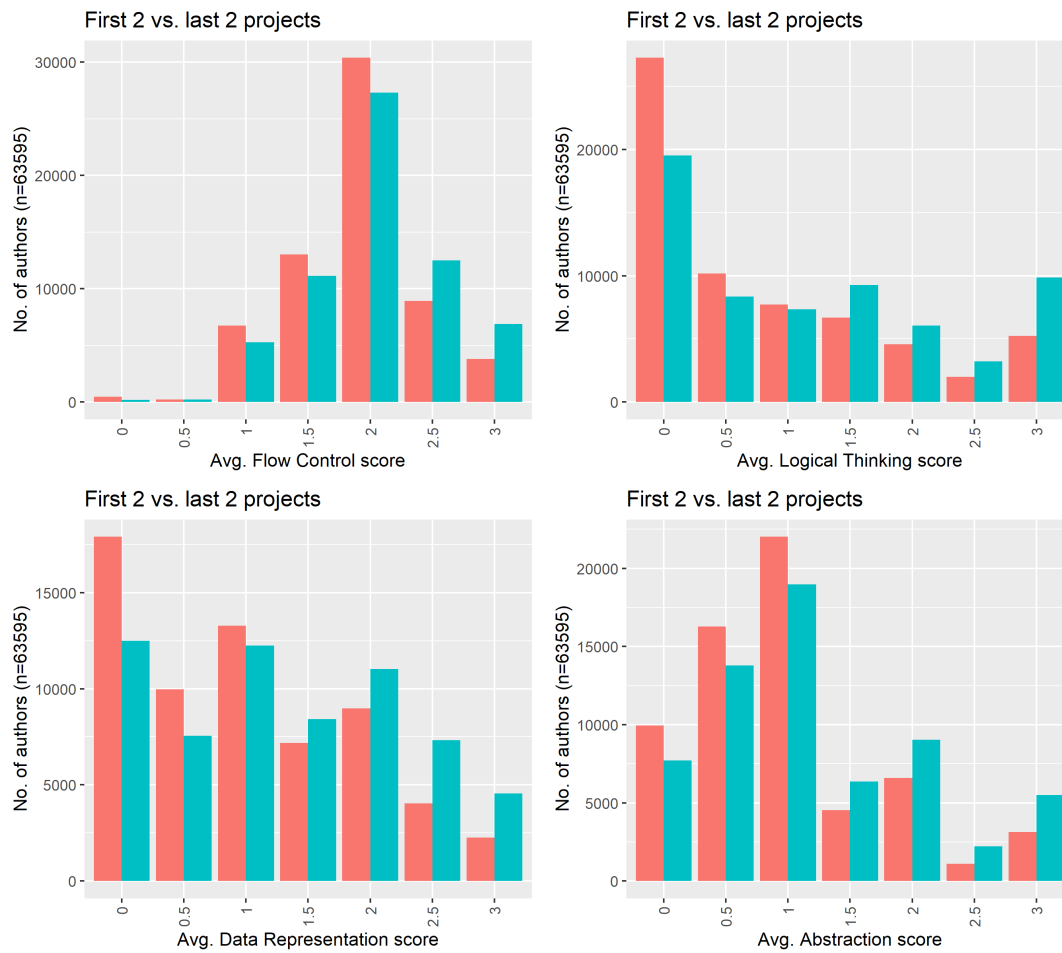 First 2 vs. last 2 projects
No. of authors (n=63595)
30000
20000
10000
0
0 0.5 1 1.5 2 2.5 3
Avg. Flow Control score
First 2 vs. last 2 projects
No. of authors (n=63595)
20000
10000
0
0 0.5 1 1.5 2 2.5 3
Avg. Logical Thinking score
First 2 vs. last 2 projects
No. of authors (n=63595)
15000
10000
5000
0
0 0.5 1 1.5 2 2.5 3
Avg. Data Representation score
First 2 vs. last 2 projects
No. of authors (n=63595)
20000
15000
10000
5000
0
0 0.5 1 1.5 2 2.5 3
Avg. Abstraction score